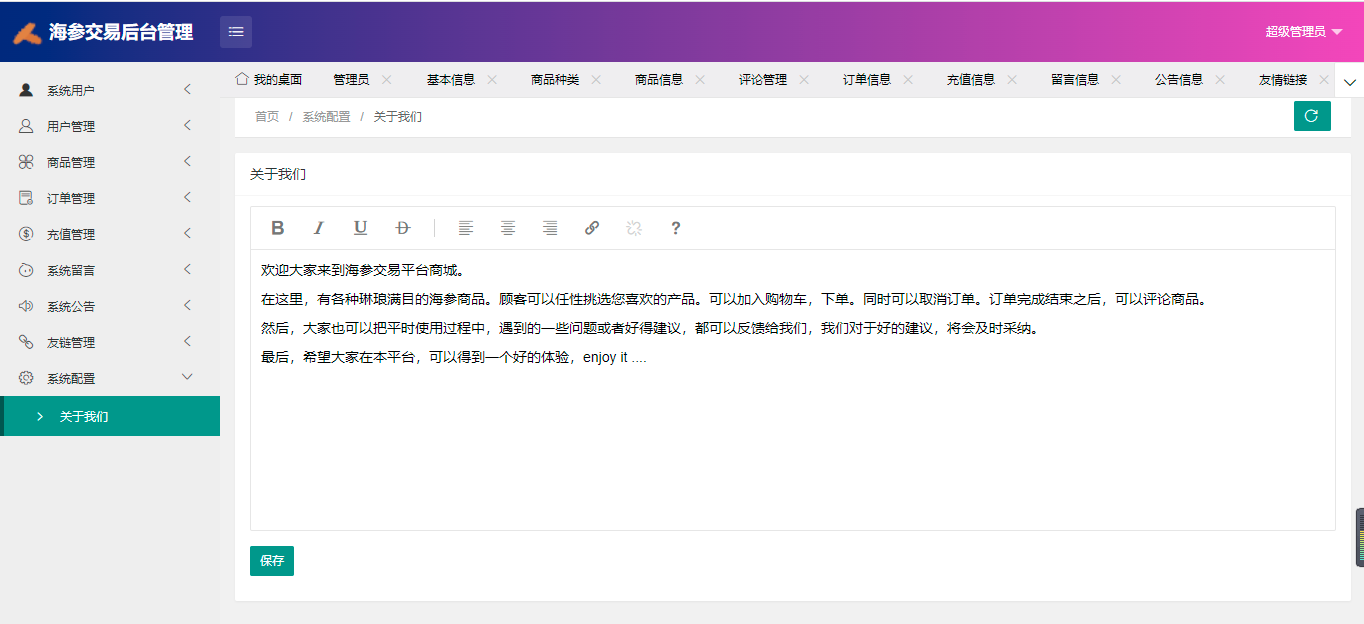 海参交易后台管理
超级管理员
系统用户
用户管理
商品管理
订单管理
充值管理
系统留言
系统公告
友链管理
系统配置
关于我们
我的桌面 管理员 基本信息 商品种类 商品信息 评论管理 订单信息 充值信息 留言信息 公告信息 友情链接
首页 / 系统配置 / 关于我们
关于我们
B I U D ?
欢迎大家来到海参交易平台商城。
在这里，有各种琳琅满目的海参商品。顾客可以任性挑选您喜欢的产品。可以加入购物车，下单。同时可以取消订单。订单完成结束之后，可以评论商品。
然后，大家也可以把平时使用过程中，遇到的一些问题或者好得建议，都可以反馈给我们，我们对于好的建议，将会及时采纳。
最后，希望大家在本平台，可以得到一个好的体验，enjoy it ....
保存